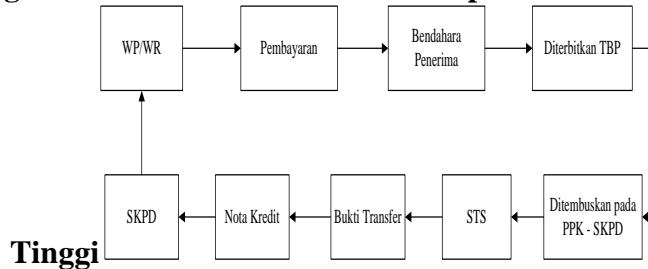 WP/WR
Pembayaran
Bendahara
Penerima
Diterbitkan TBP
SKPD
Nota Kredit
Bukti Transfer
STS
Ditembuskan pada
PPK - SKPD
Tinggi